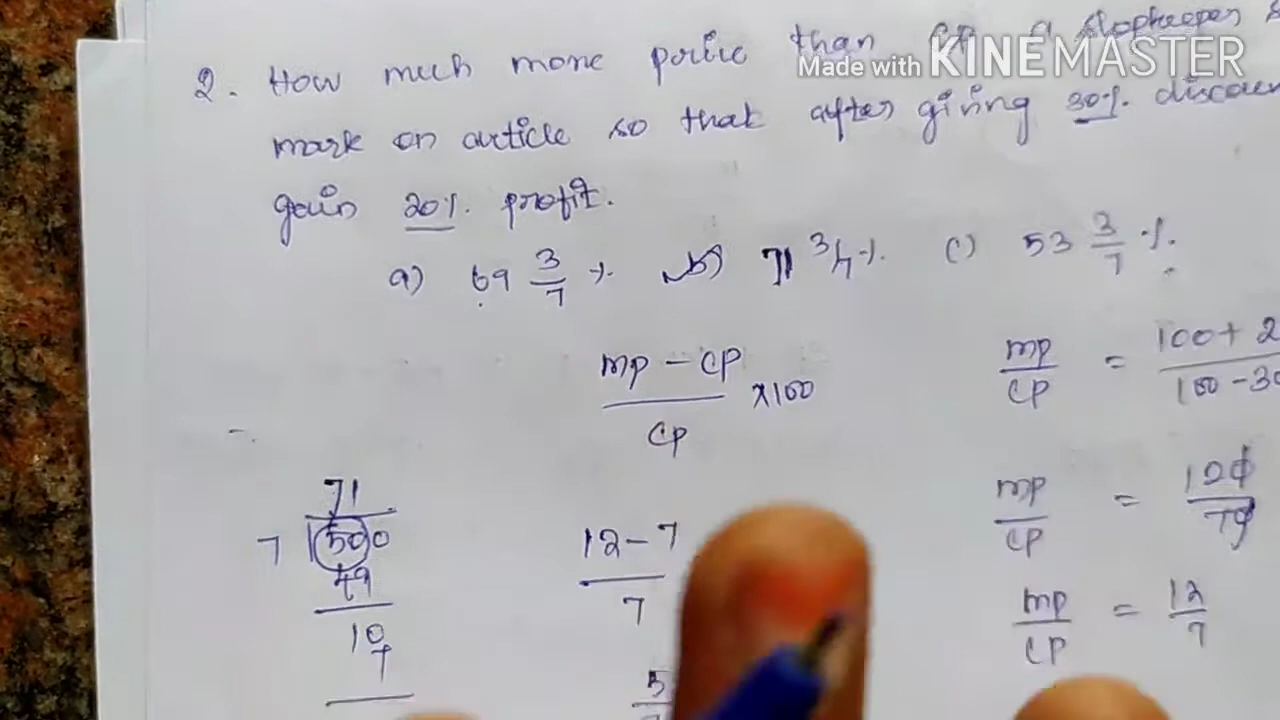 2. How much more price than CP a shopkeeper
Made with KINEMASTER
mark on article so that after giving 30% discoun
gain 20% profit.
a) 69 3/7 % b) 71 3/4 % c) 53 3/7 %
MP - CP / CP ×100
MP / CP = 100 + 2 / 100 - 30
71
7 500
49
10
7
12 - 7 / 7
5
MP / CP = 120 / 70
MP / CP = 12 / 7